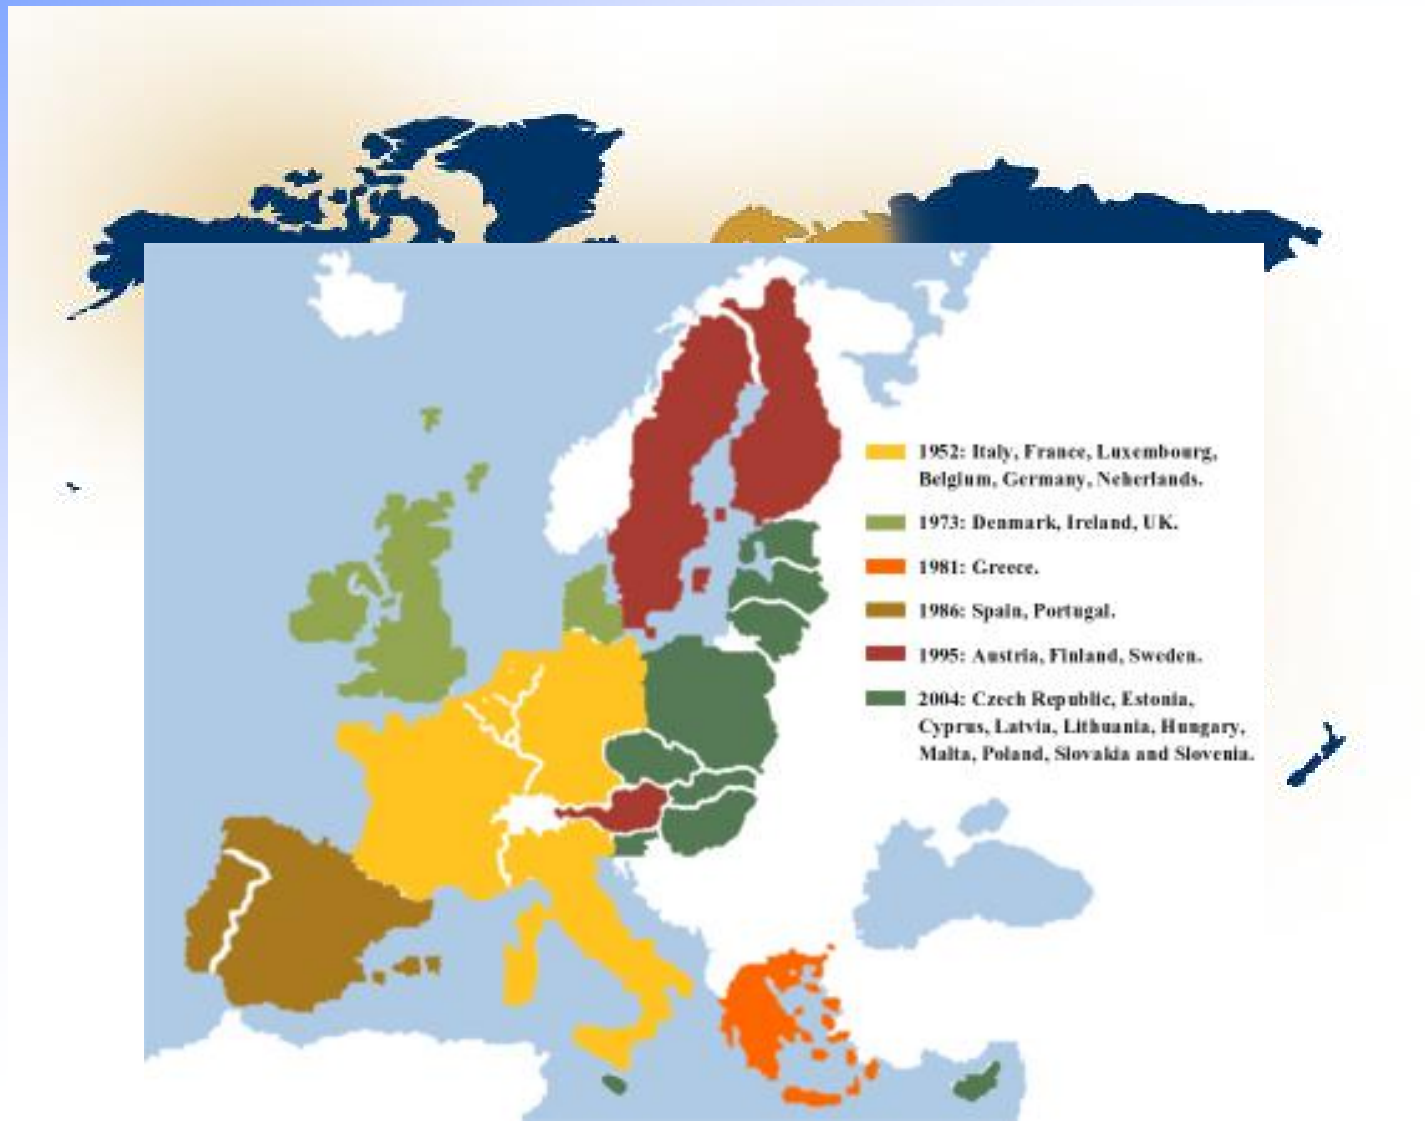 1952: Italy, France, Luxembourg,
Belgium, Germany, Neherlands.
1973: Denmark, Ireland, UK.
1981: Greece.
1986: Spain, Portugal.
1995: Austria, Finland, Sweden.
2004: Czech Republic, Estonia,
Cyprus, Latvia, Lithuania, Hungary,
Malta, Poland, Slovakia and Slovenia.